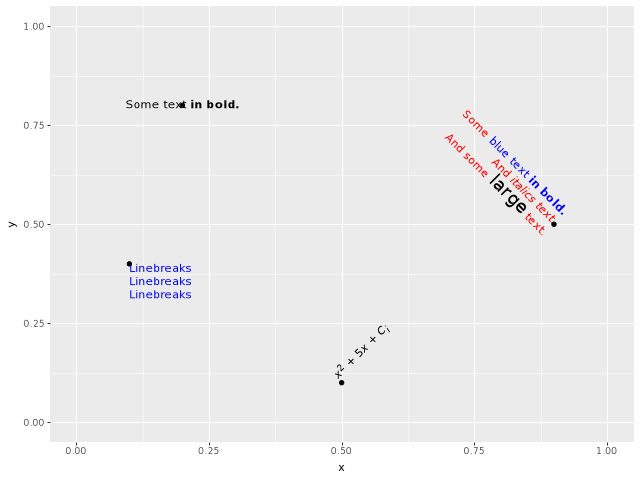 1.00
Some text in bold.
0.75
Some blue text in bold.
And italics text.
And some large text.
y
0.50
Linebreaks
Linebreaks
Linebreaks
0.25
x² + 5x + Cᵢ
0.00
0.00 0.25 0.50 0.75 1.00
x